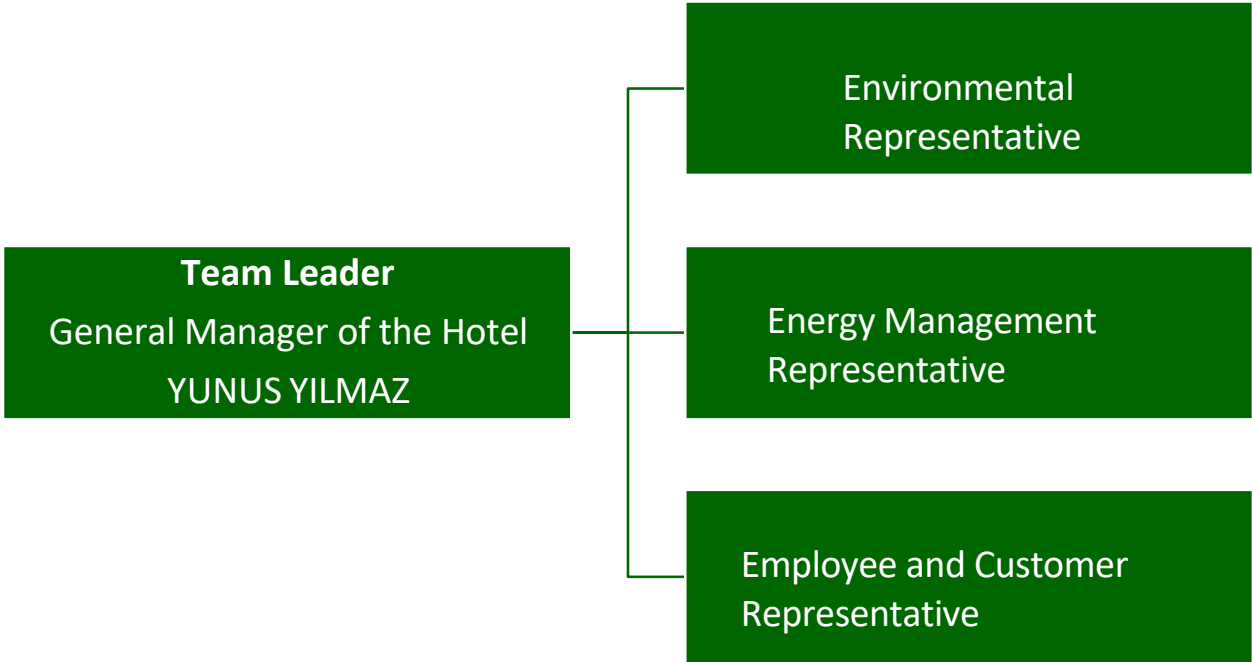 Environmental
Representative
Team Leader
General Manager of the Hotel
YUNUS YILMAZ
Energy Management
Representative
Employee and Customer
Representative